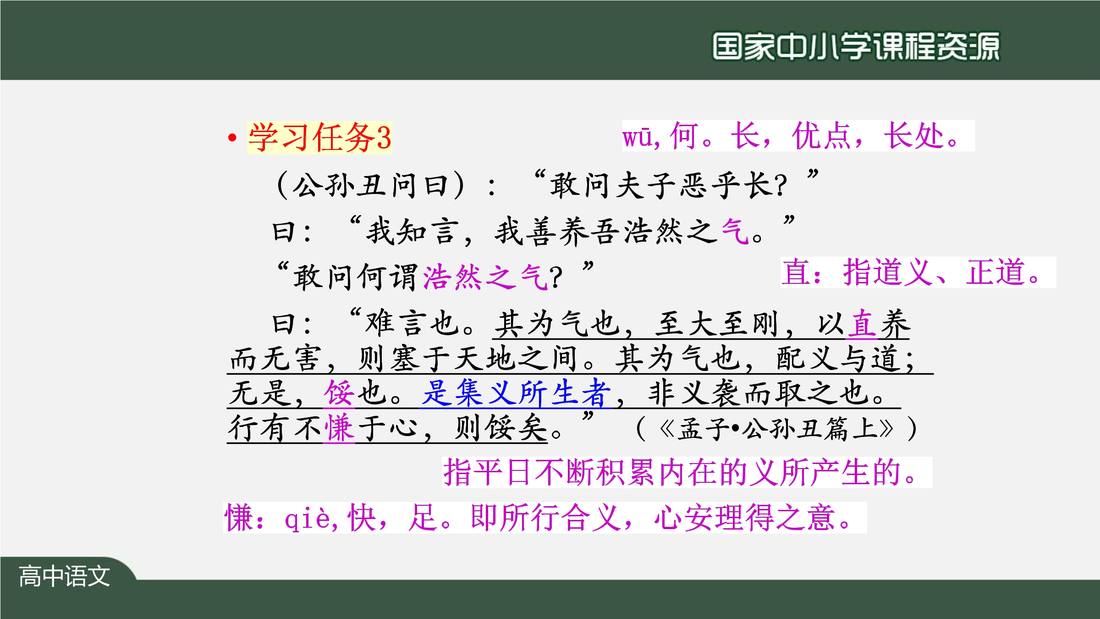 国家中小学课程资源
• 学习任务3
wū,何。长，优点，长处。
（公孙丑问曰）：“敢问夫子恶乎长？”
曰：“我知言，我善养吾浩然之气。”
“敢问何谓浩然之气？”
直：指道义、正道。
曰：“难言也。其为气也，至大至刚，以直养
而无害，则塞于天地之间。其为气也，配义与道；
无是，馁也。是集义所生者，非义袭而取之也。
行有不慊于心，则馁矣。”（《孟子•公孙丑篇上》）
指平日不断积累内在的义所产生的。
慊：qiè,快，足。即所行合义，心安理得之意。
高中语文